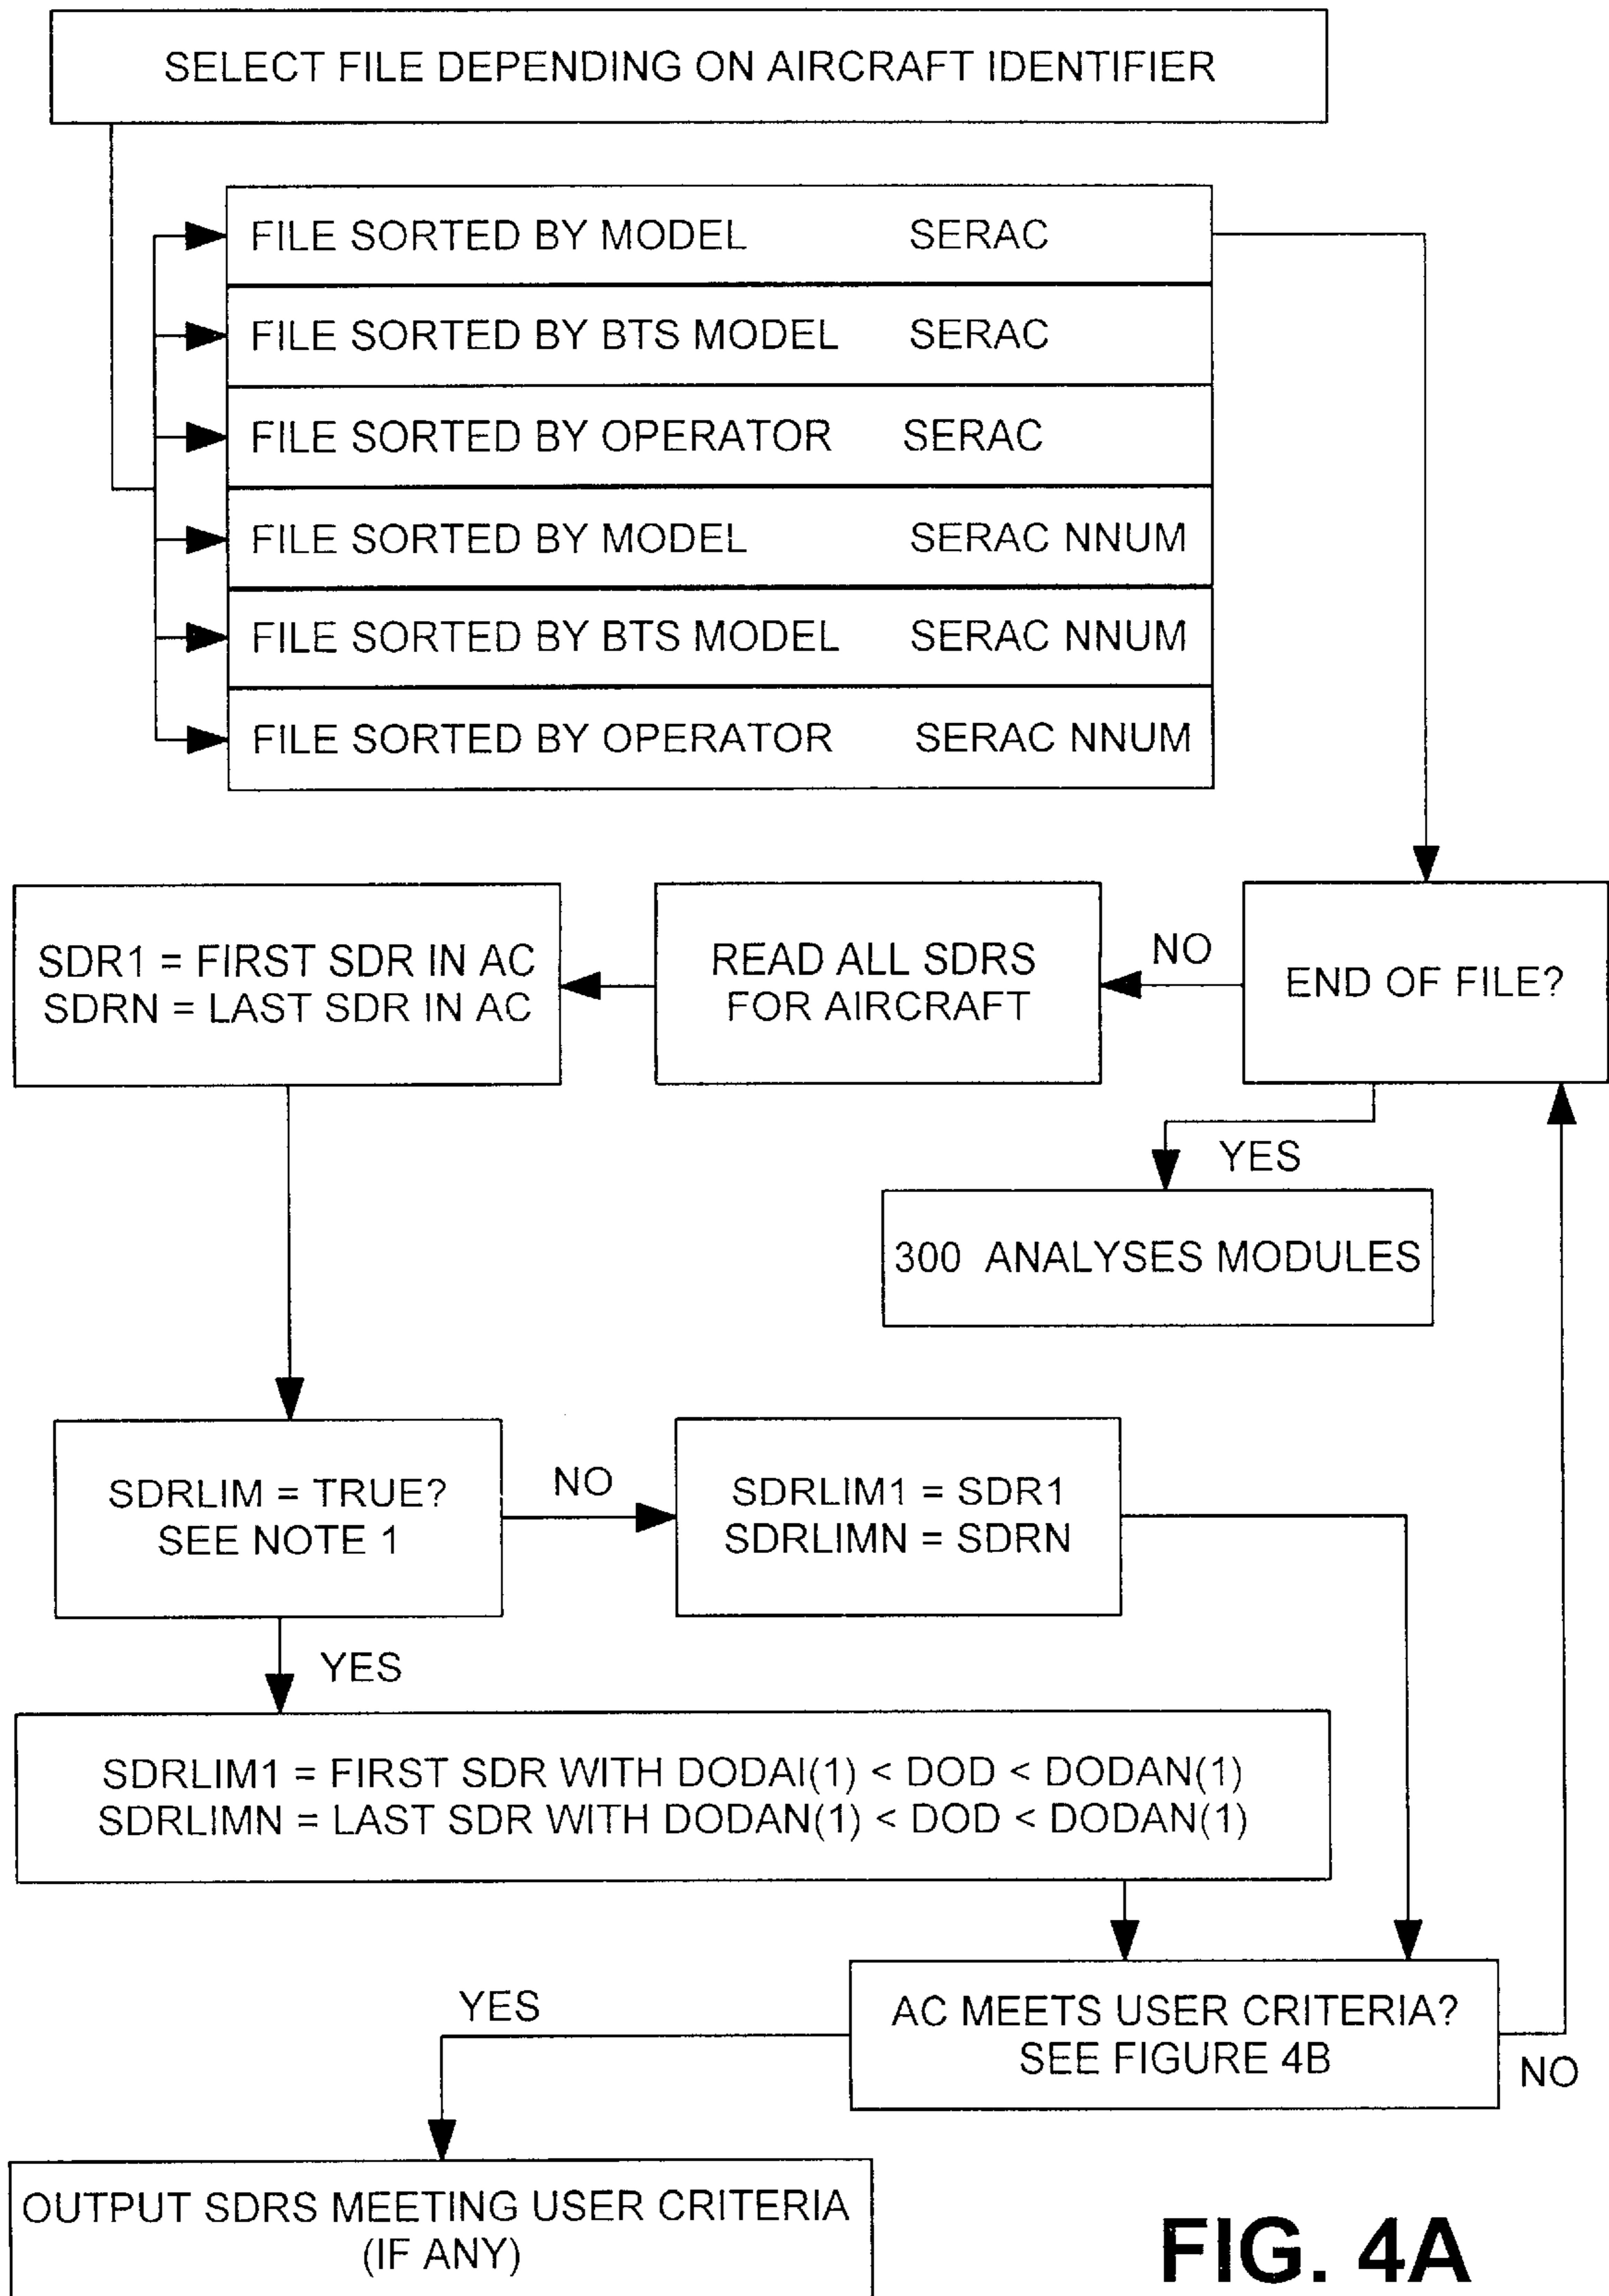 SELECT FILE DEPENDING ON AIRCRAFT IDENTIFIER
FILE SORTED BY MODEL SERAC
FILE SORTED BY BTS MODEL SERAC
FILE SORTED BY OPERATOR SERAC
FILE SORTED BY MODEL SERAC NNUM
FILE SORTED BY BTS MODEL SERAC NNUM
FILE SORTED BY OPERATOR SERAC NNUM
SDR1 = FIRST SDR IN AC
SDRN = LAST SDR IN AC
READ ALL SDRS
FOR AIRCRAFT
NO
END OF FILE?
YES
300 ANALYSES MODULES
SDRLIM = TRUE?
SEE NOTE 1
NO
SDRLIM1 = SDR1
SDRLIMN = SDRN
YES
SDRLIM1 = FIRST SDR WITH DODAI(1) < DOD < DODAN(1)
SDRLIMN = LAST SDR WITH DODAN(1) < DOD < DODAN(1)
YES
AC MEETS USER CRITERIA?
SEE FIGURE 4B
NO
OUTPUT SDRS MEETING USER CRITERIA
(IF ANY)
FIG. 4A